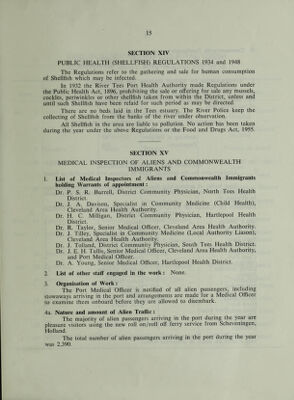 15
SECTION XIV
PUBLIC HEALTH (SHELLFISH) REGULATIONS 1934 and 1948
The Regulations refer to the gathering and sale for human consumption
of Shellfish which may be infected.
In 1932 the River Tees Port Health Authority made Regulations under
the Public Health Act, 1896, prohibiting the sale or offering for sale any mussels,
cockles, periwinkles or other shellfish taken from within the District, unless and
until such Shellfish have been relaid for such period as may be directed.
There are no beds laid in the Tees estuary. The River Police keep the
collecting of Shellfish from the banks of the river under observation.
All Shellfish in the area are liable to pollution. No action has been taken
during the year under the above Regulations or the Food and Drugs Act, 1955.
SECTION XV
MEDICAL INSPECTION OF ALIENS AND COMMONWEALTH
IMMIGRANTS
1. List of Medical Inspectors of Aliens and Commonwealth Immigrants
holding Warrants of appointment :
Dr. P. S. R. Burrell, District Community Physician, North Tees Health
District.
Dr. J. A. Davison, Specialist in Community Medicine (Child Health),
Cleveland Area Health Authority.
Dr. H. C. Milligan, District Community Physician, Hartlepool Health
District.
Dr. R. Taylor, Senior Medical Officer, Cleveland Area Health Authority.
Dr. J. Tilley, Specialist in Community Medicine (Local Authority Liaison),
Cleveland Area Health Authority.
Dr. J. Tolland, District Community Physician, South Tees Health District.
Dr. J. E. H. Tullis, Senior Medical Officer, Cleveland Area Health Authority,
and Port Medical Officer.
Dr. A. Young, Senior Medical Officer, Hartlepool Health District.
2. List of other staff engaged in the work : None.
3. Organisation of Work :
The Port Medical Officer is notified of all alien passengers, including
stowaways arriving in the port and arrangements are made for a Medical Officer
to examine them onboard before they are allowed to disembark.
4a. Nature and amount of Alien Traffic :
The majority of alien passengers arriving in the port during the year are
pleasure visitors using the new roll on/roll off ferry service from Scheveningen,
Holland.
The total number of alien passengers arriving in the port during the year
was 2,390.